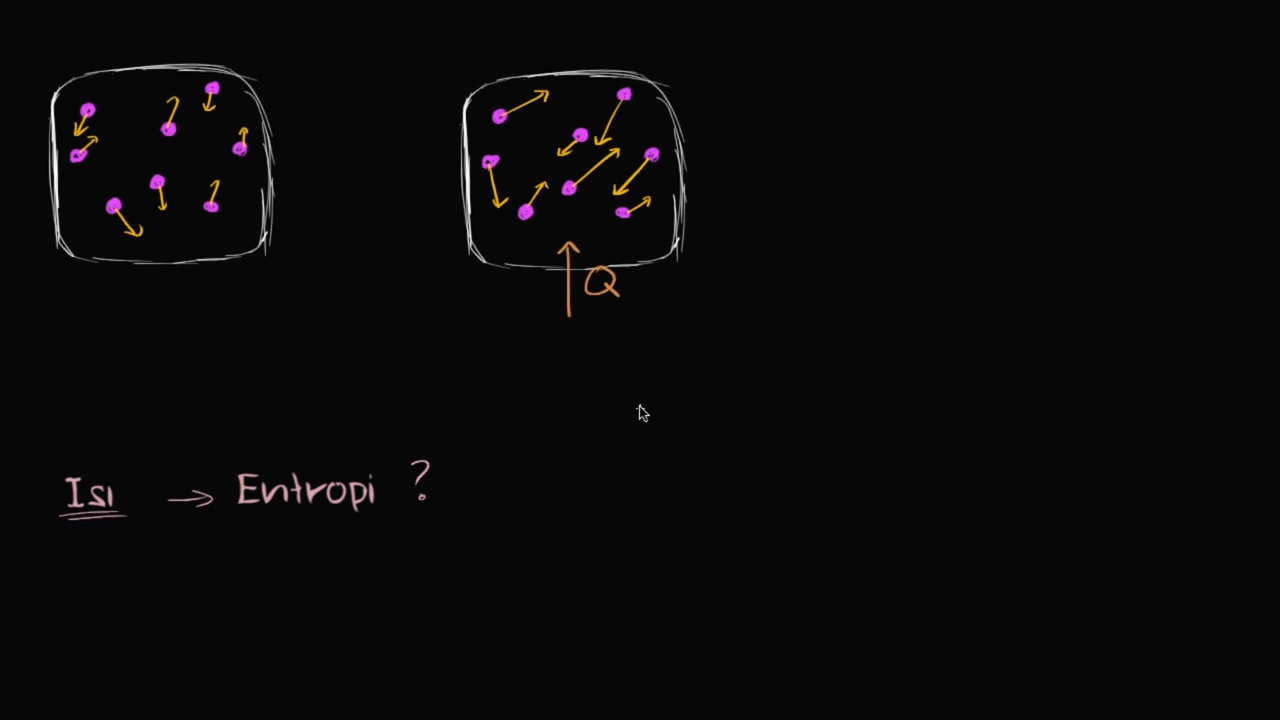 Q
Isı → Entropi ?